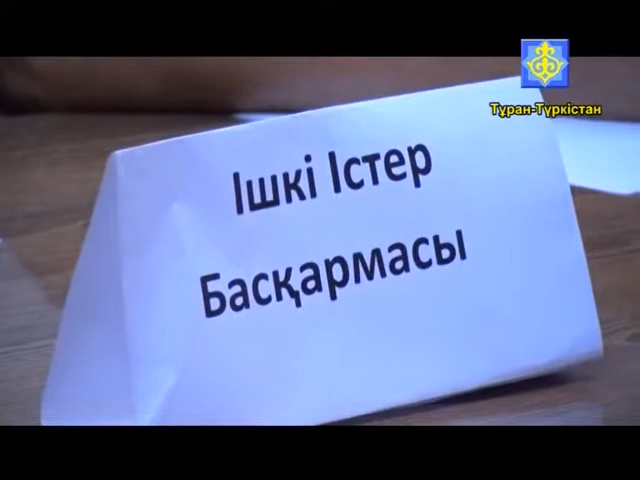 Тұран-Түркістан
Ішкі Істер
Басқармасы